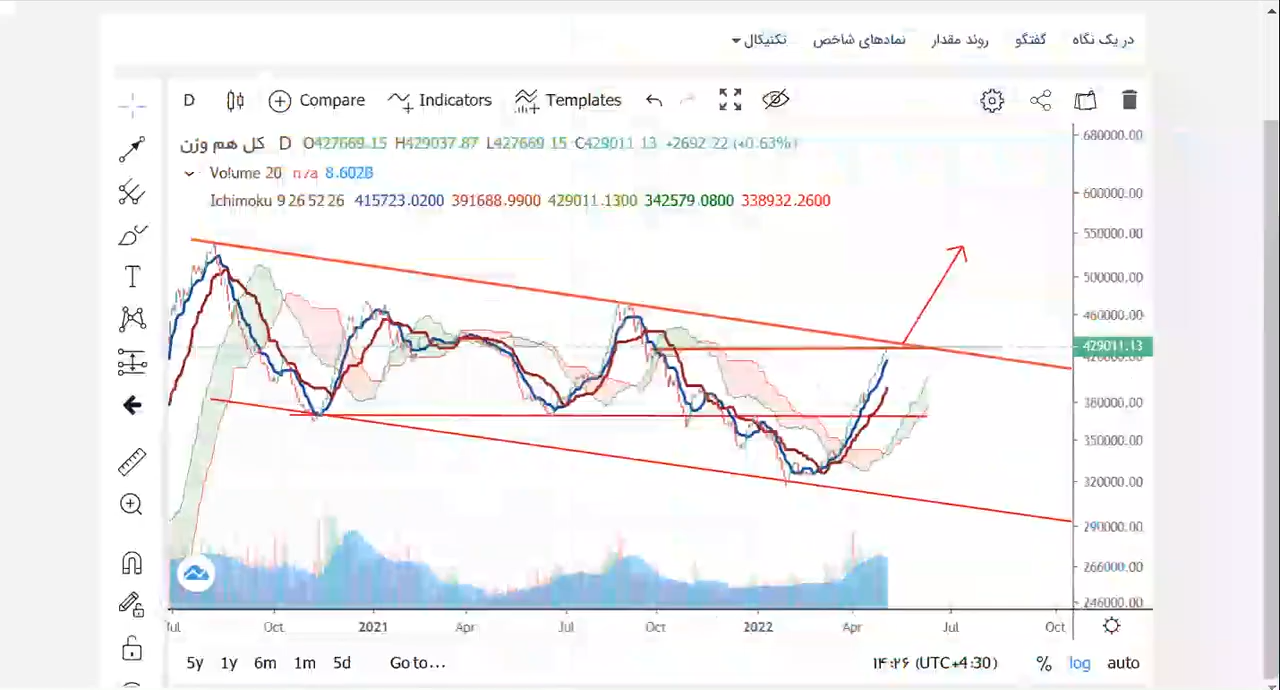 در یک نگاه گفتگو روند مقدار نمادهای شاخص تکنیکال
D Compare Indicators Templates
کل هم وزن D O427669.15 H429037.87 L427669.15 C429011.13 +2692.22 (+0.63%)
Volume 20 n/a 8.602B
Ichimoku 9 26 52 26 415723.0200 391688.9900 429011.1300 342579.0800 338932.2600
680000.00
600000.00
550000.00
500000.00
460000.00
429011.13
420000.00
380000.00
350000.00
320000.00
290000.00
266000.00
246000.00
Jul Oct 2021 Apr Jul Oct 2022 Apr Jul Oct
5y 1y 6m 1m 5d Go to... ۱۴:۲۶ (UTC+4:30) % log auto